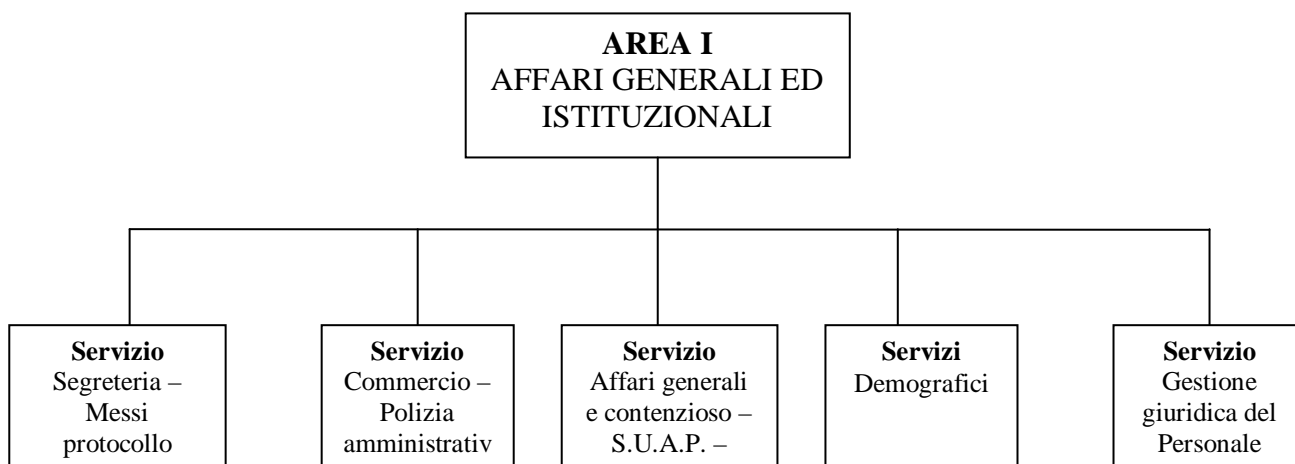 AREA I
AFFARI GENERALI ED
ISTITUZIONALI
Servizio
Segreteria –
Messi
protocollo
Servizio
Commercio –
Polizia
amministrativ
Servizio
Affari generali
e contenzioso –
S.U.A.P. –
Servizi
Demografici
Servizio
Gestione
giuridica del
Personale